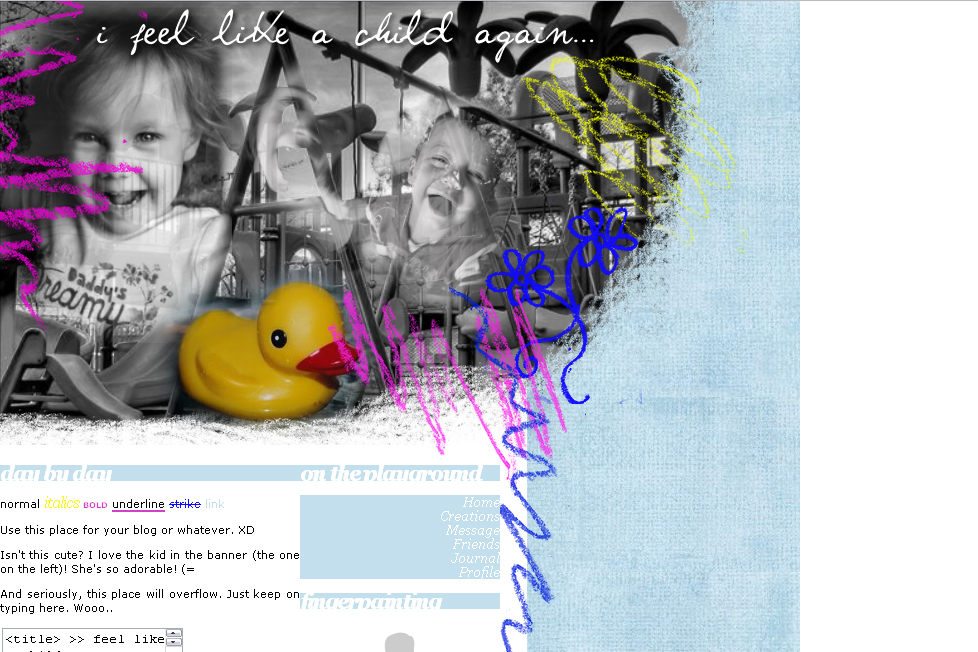 i feel like a child again...
Daddy's
Dreamy
day by day
normal italics BOLD underline strike link
Use this place for your blog or whatever. XD
Isn't this cute? I love the kid in the banner (the one
on the left)! She's so adorable! (=
And seriously, this place will overflow. Just keep on
typing here. Wooo..
<title> >> feel like
on the playground
Home
Creations
Message
Friends
Journal
Profile
fingerpainting